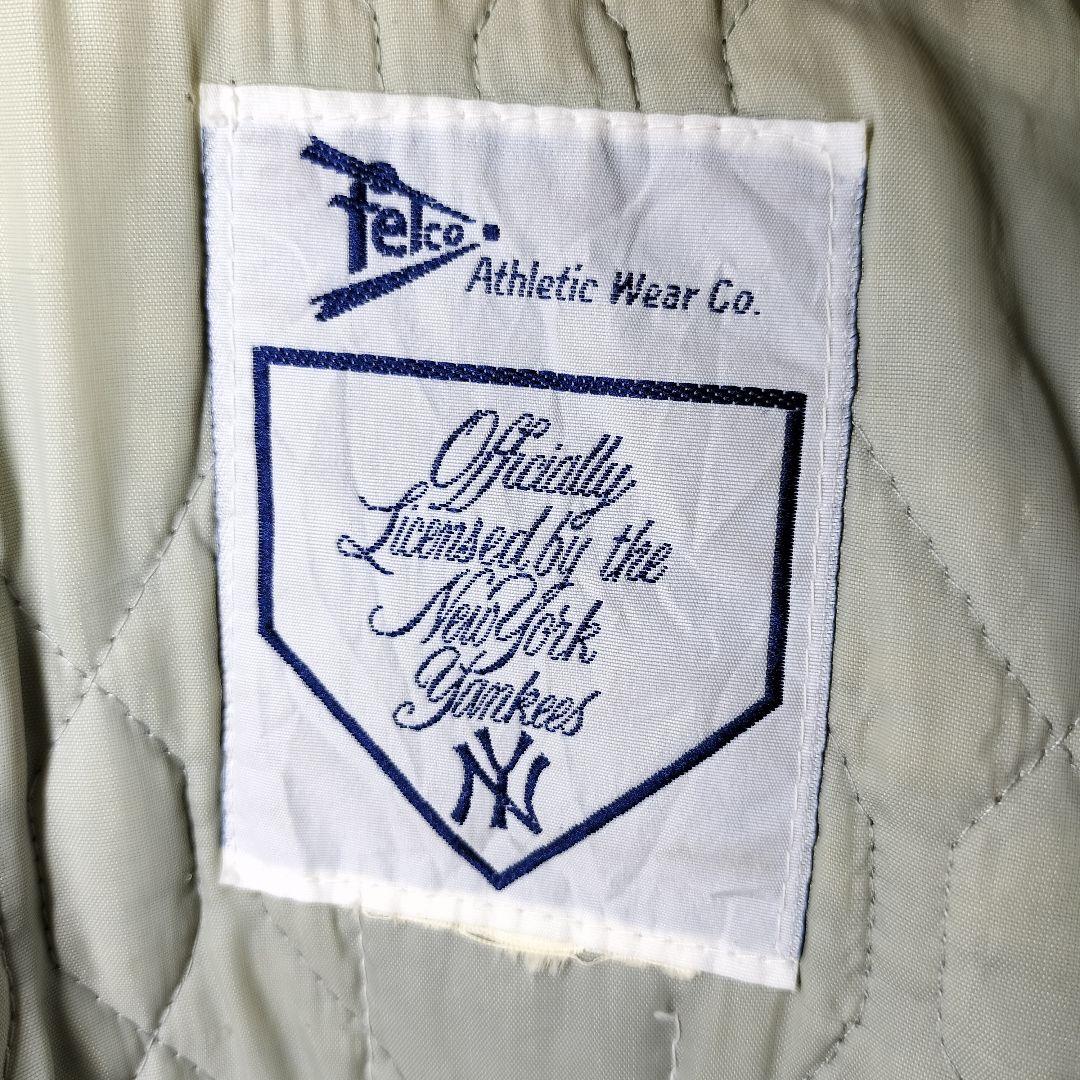 felco
Athletic Wear Co.
Officially
Licensed by the
New York
Yankees
NY